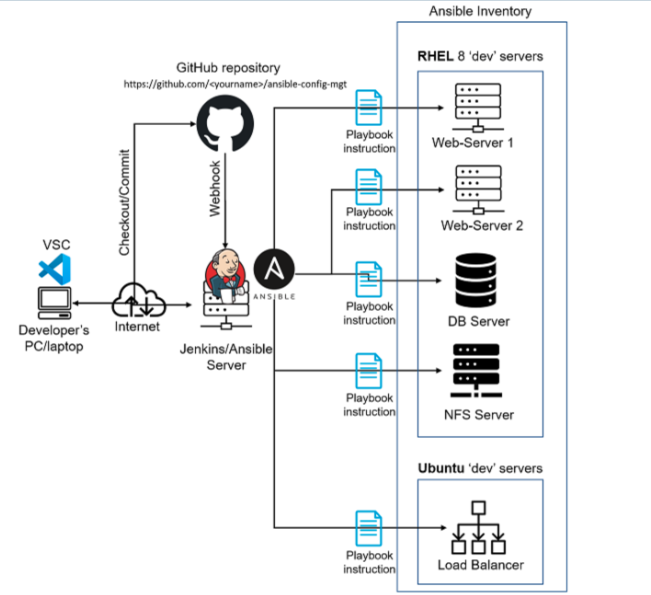 Ansible Inventory
RHEL 8 ‘dev’ servers
GitHub repository
https://github.com/<yourname>/ansible-config-mgt
Playbook
instruction
Web-Server 1
Checkout/Commit
Webhook
Playbook
instruction
Web-Server 2
VSC
ANSIBLE
Playbook
instruction
DB Server
Developer's
PC/laptop
Internet
Jenkins/Ansible
Server
Playbook
instruction
NFS Server
Ubuntu ‘dev’ servers
Playbook
instruction
Load Balancer